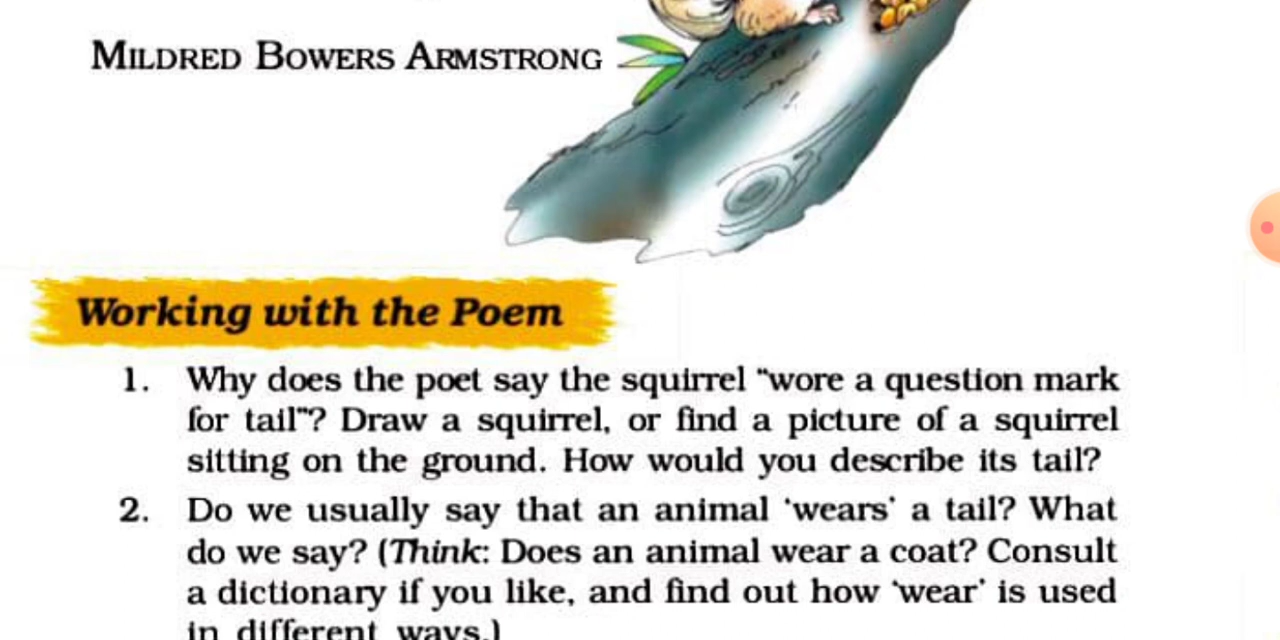 MILDRED BOWERS ARMSTRONG
Working with the Poem
1. Why does the poet say the squirrel “wore a question mark
for tail”? Draw a squirrel, or find a picture of a squirrel
sitting on the ground. How would you describe its tail?
2. Do we usually say that an animal ‘wears’ a tail? What
do we say? (Think: Does an animal wear a coat? Consult
a dictionary if you like, and find out how ‘wear’ is used
in different ways.)